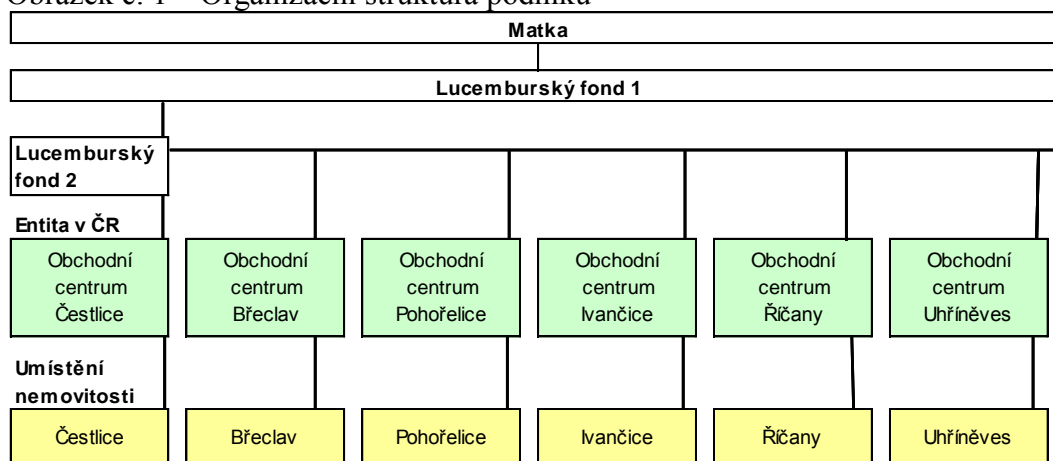 Obrázek č. 1 – Organizační struktura podniku
Matka
Lucemburský fond 1
Lucemburský
fond 2
Entita v ČR
Obchodní
centrum
Čestlice
Obchodní
centrum
Břeclav
Obchodní
centrum
Pohořelice
Obchodní
centrum
Ivančice
Obchodní
centrum
Říčany
Obchodní
centrum
Uhříněves
Umístění
nemovitosti
Čestlice
Břeclav
Pohořelice
Ivančice
Říčany
Uhříněves